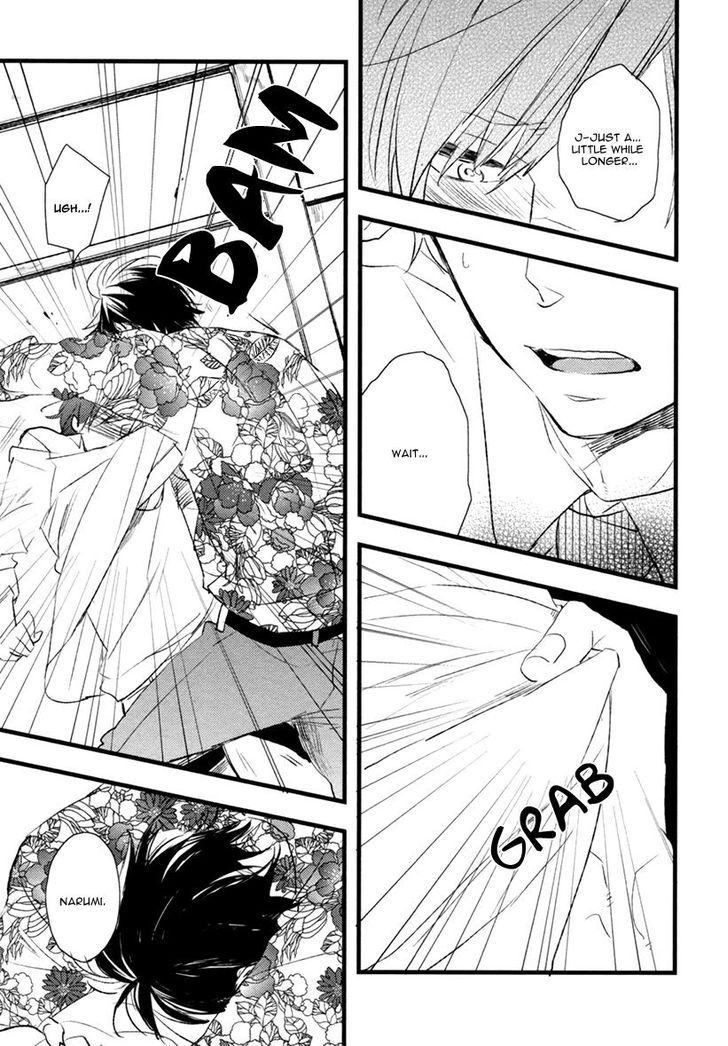 J-JUST A...
LITTLE WHILE
LONGER...
WAIT...
GRAB
BAM
UGH...!
NARUMI.